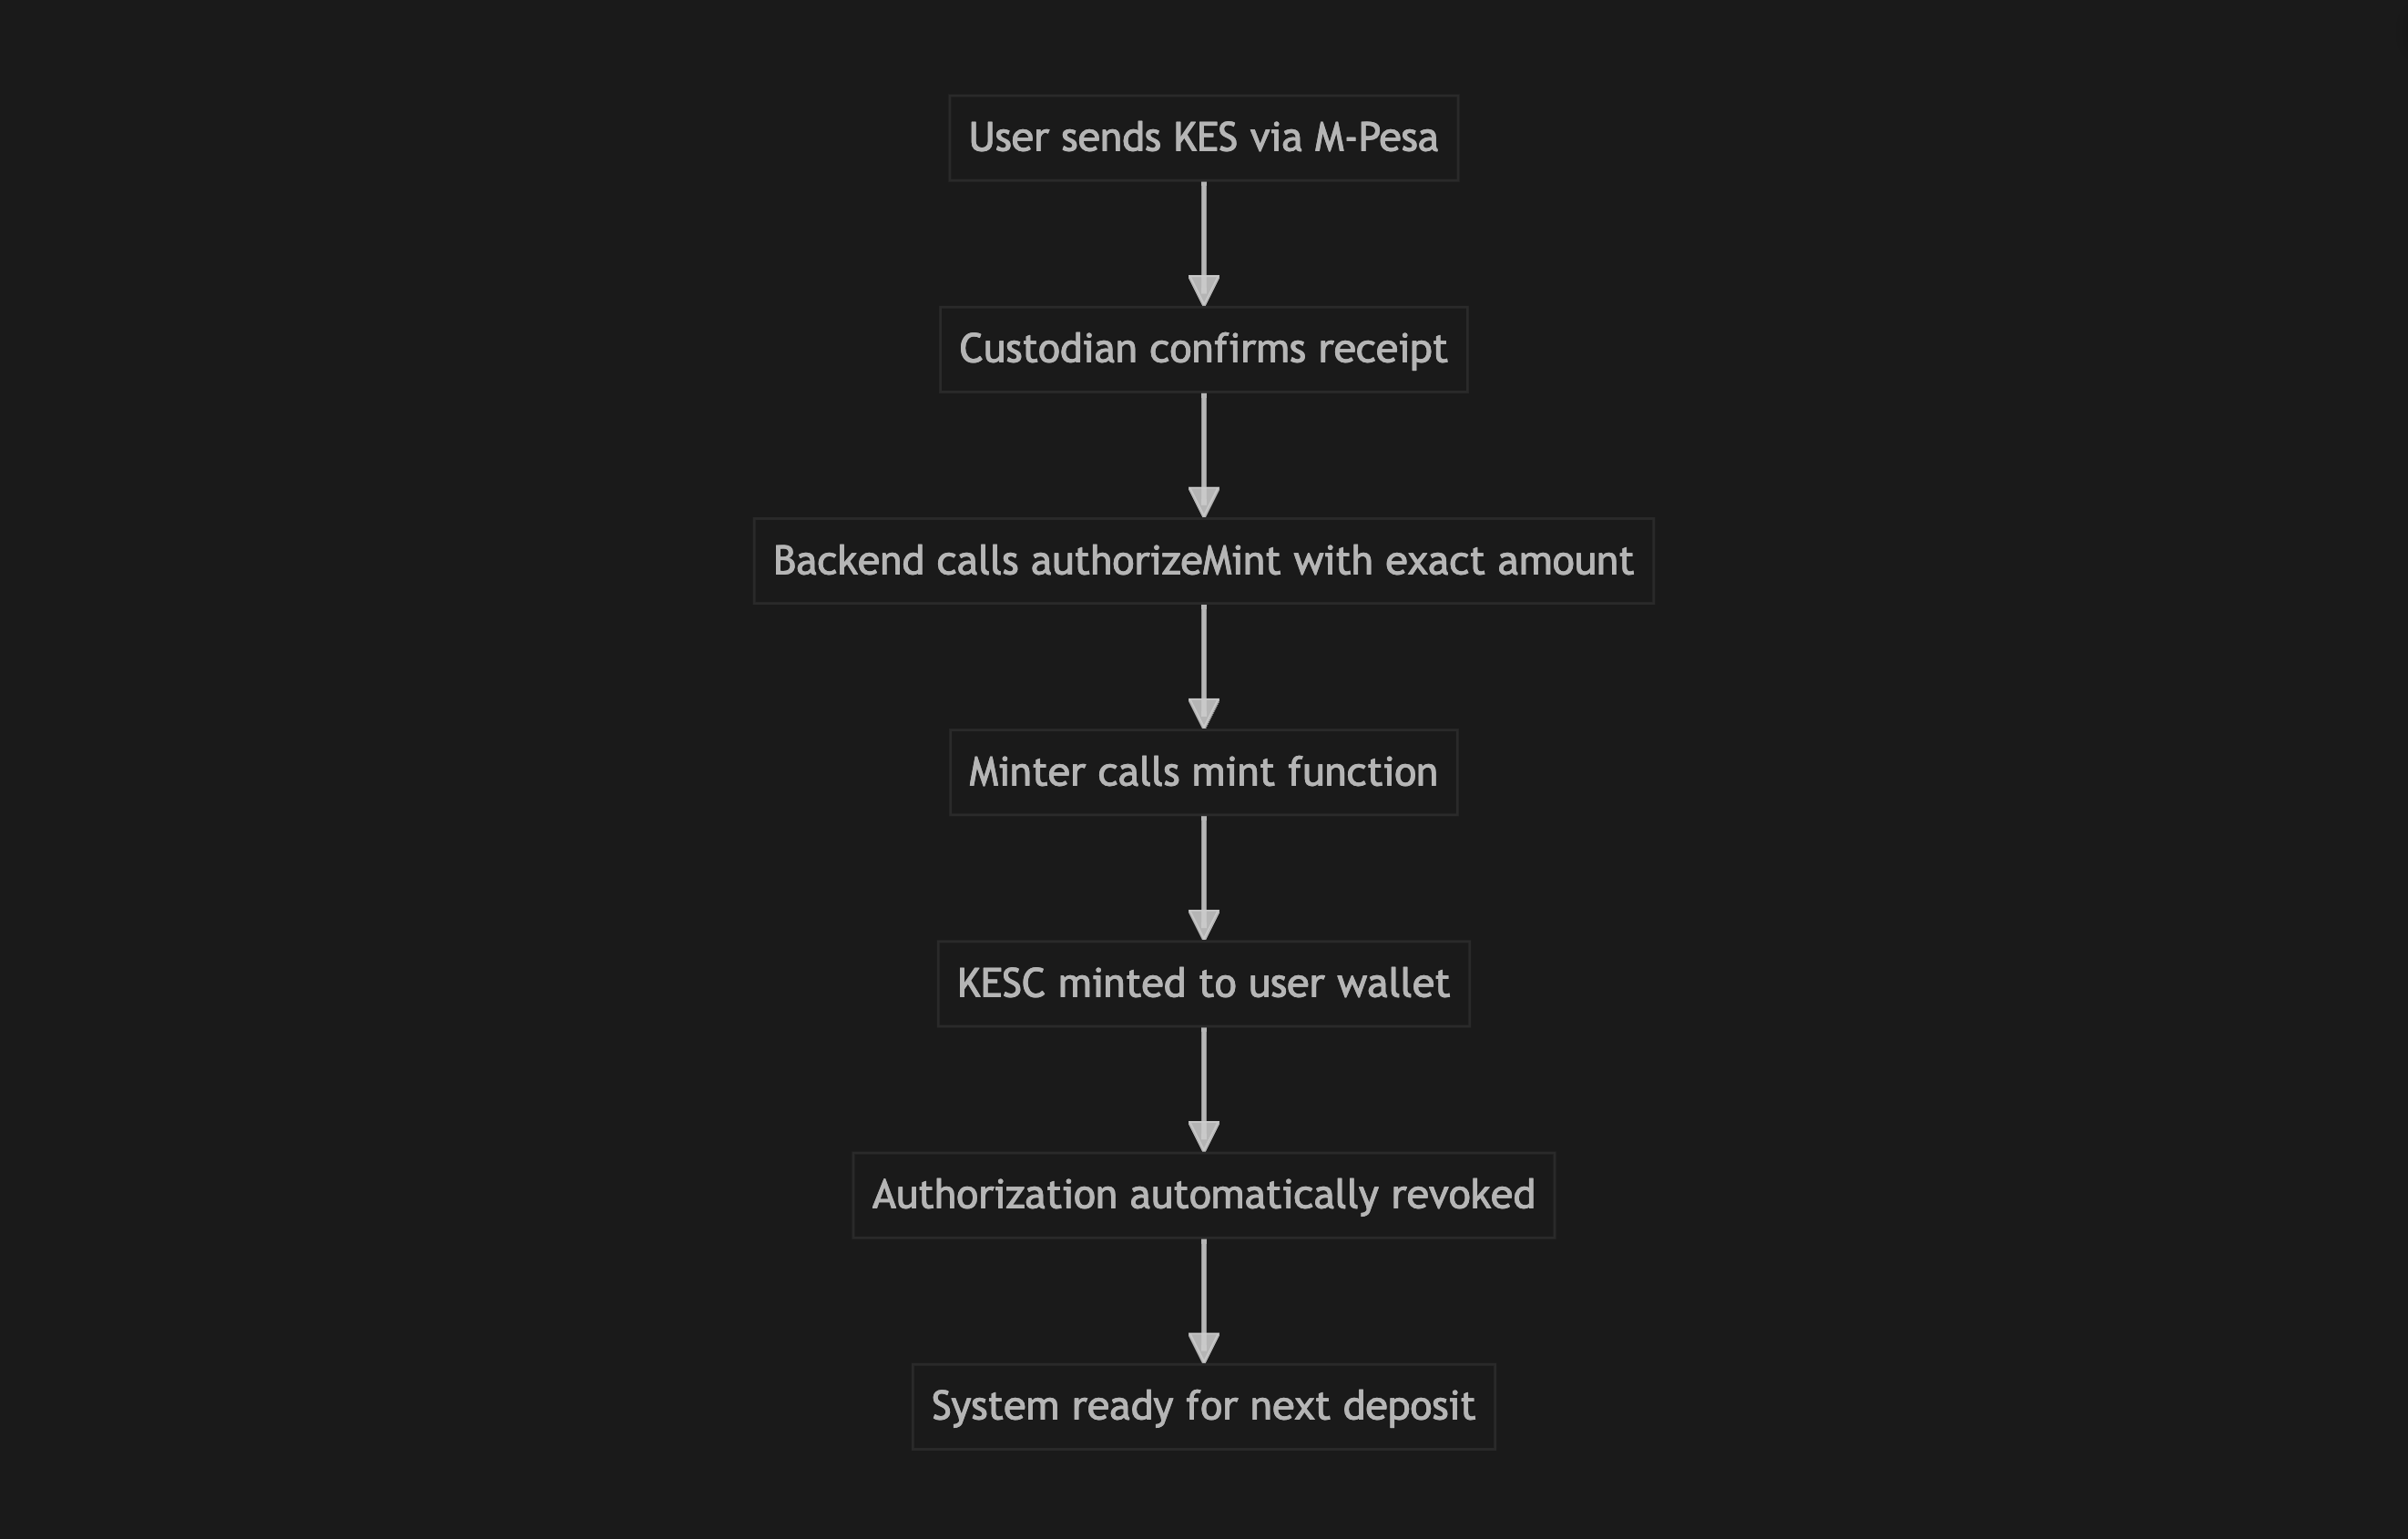 User sends KES via M-Pesa
Custodian confirms receipt
Backend calls authorizeMint with exact amount
Minter calls mint function
KESC minted to user wallet
Authorization automatically revoked
System ready for next deposit